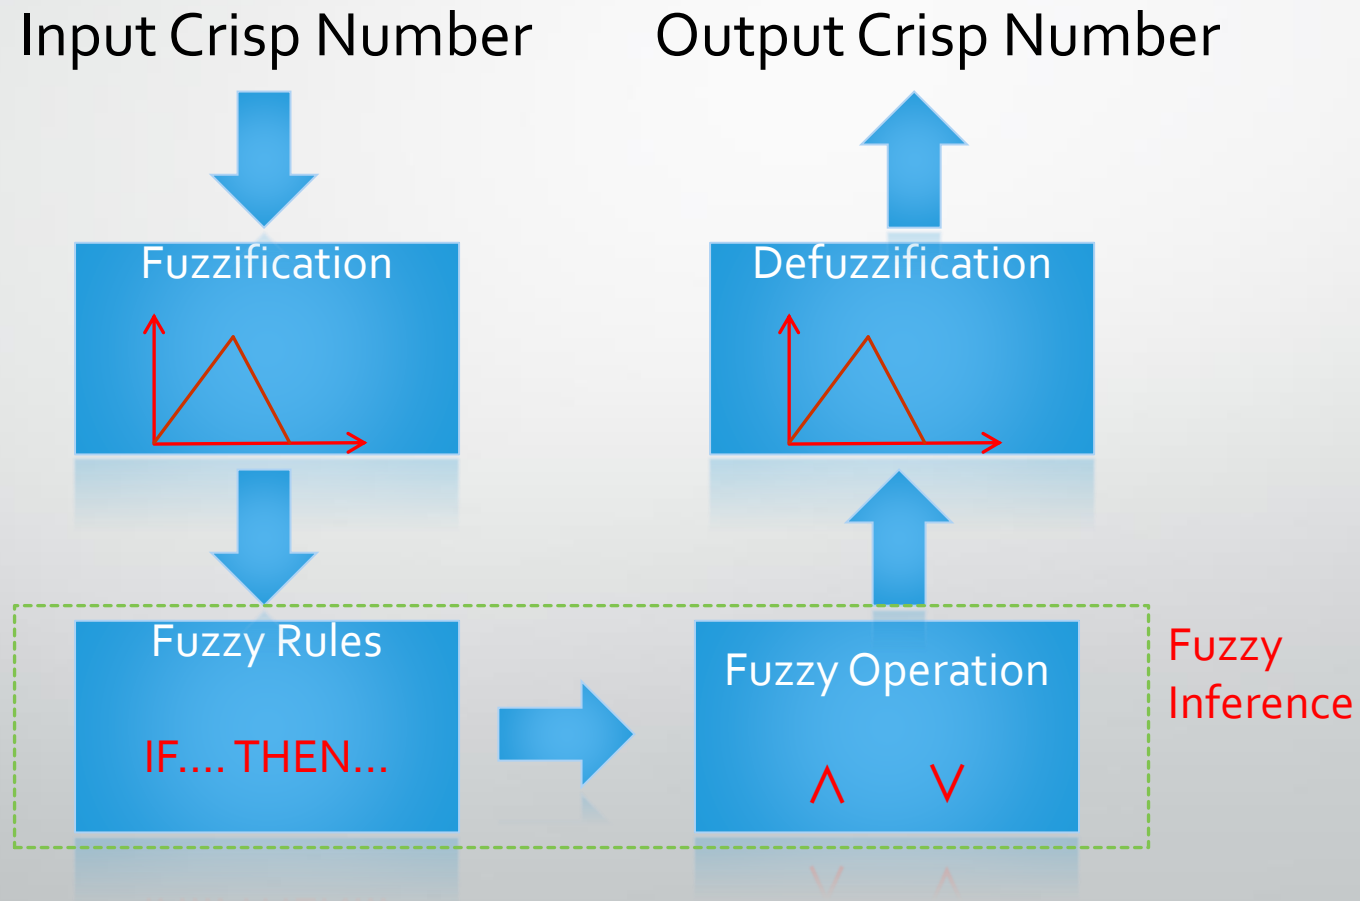 Input Crisp Number
Output Crisp Number
Fuzzification
Defuzzification
Fuzzy Rules
IF.... THEN...
Fuzzy Operation
∧ ∨
Fuzzy
Inference